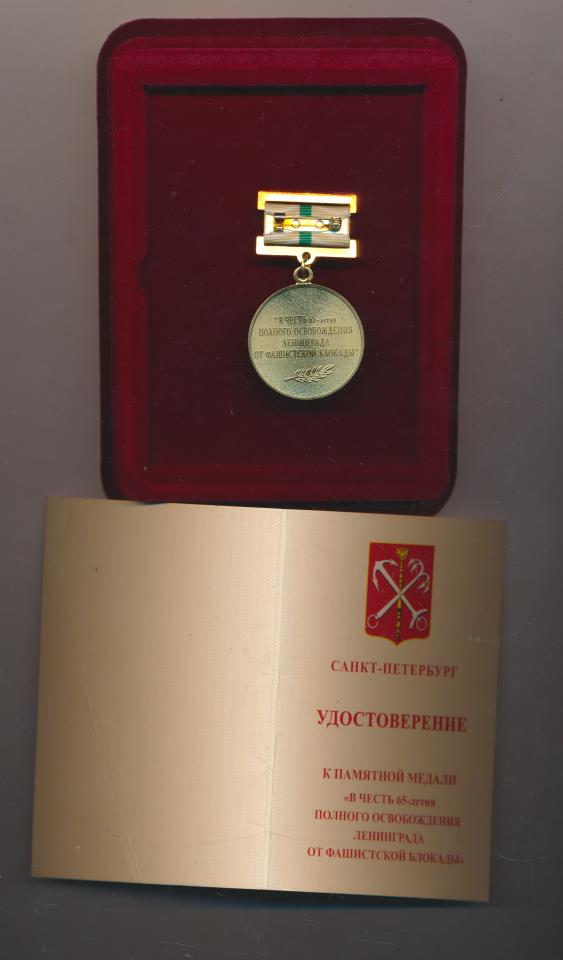 "В ЧЕСТЬ 65-летия
ПОЛНОГО ОСВОБОЖДЕНИЯ
ЛЕНИНГРАДА
ОТ ФАШИСТСКОЙ БЛОКАДЫ"
САНКТ-ПЕТЕРБУРГ
УДОСТОВЕРЕНИЕ
К ПАМЯТНОЙ МЕДАЛИ
«В ЧЕСТЬ 65-летия
ПОЛНОГО ОСВОБОЖДЕНИЯ
ЛЕНИНГРАДА
ОТ ФАШИСТСКОЙ БЛОКАДЫ»